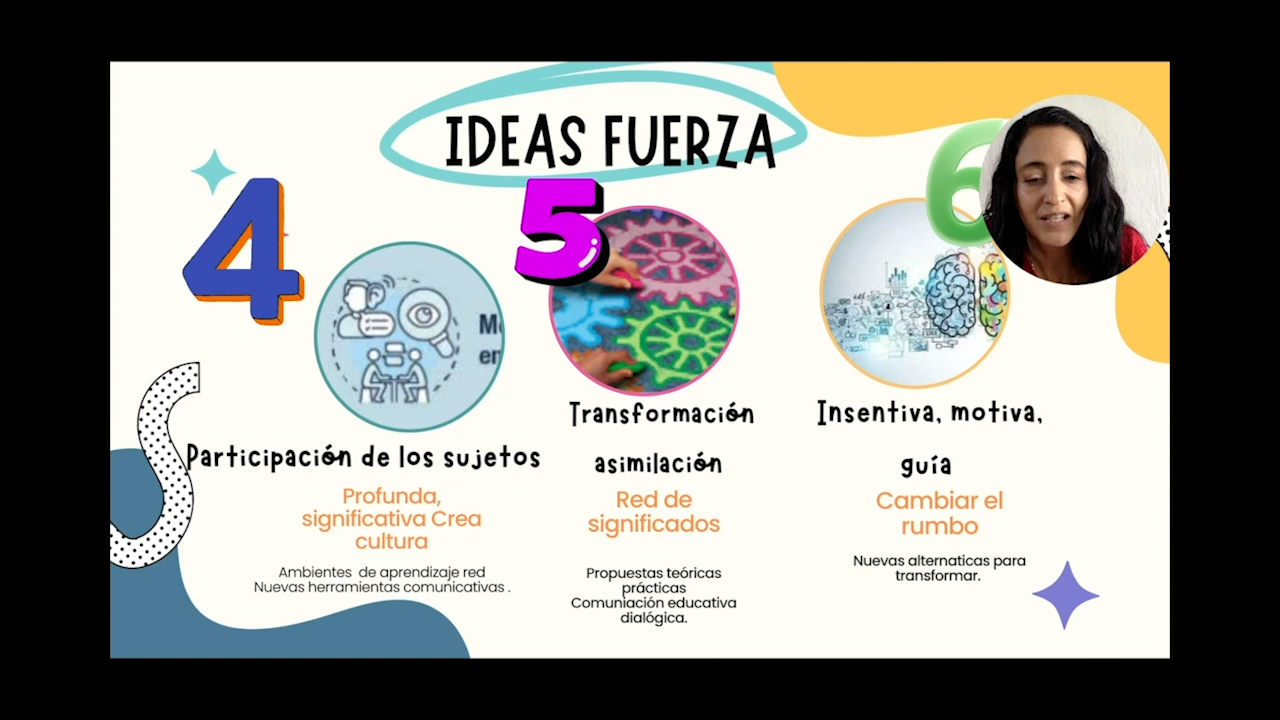 IDEAS FUERZA
4
Participación de los sujetos
Profunda,
significativa Crea
cultura
Ambientes de aprendizaje red
Nuevas herramientas comunicativas .
5
Transformación
asimilación
Red de
significados
Propuestas teóricas
prácticas
Comuniación educativa
dialógica.
6
Insentiva, motiva,
guía
Cambiar el
rumbo
Nuevas alternaticas para
transformar.